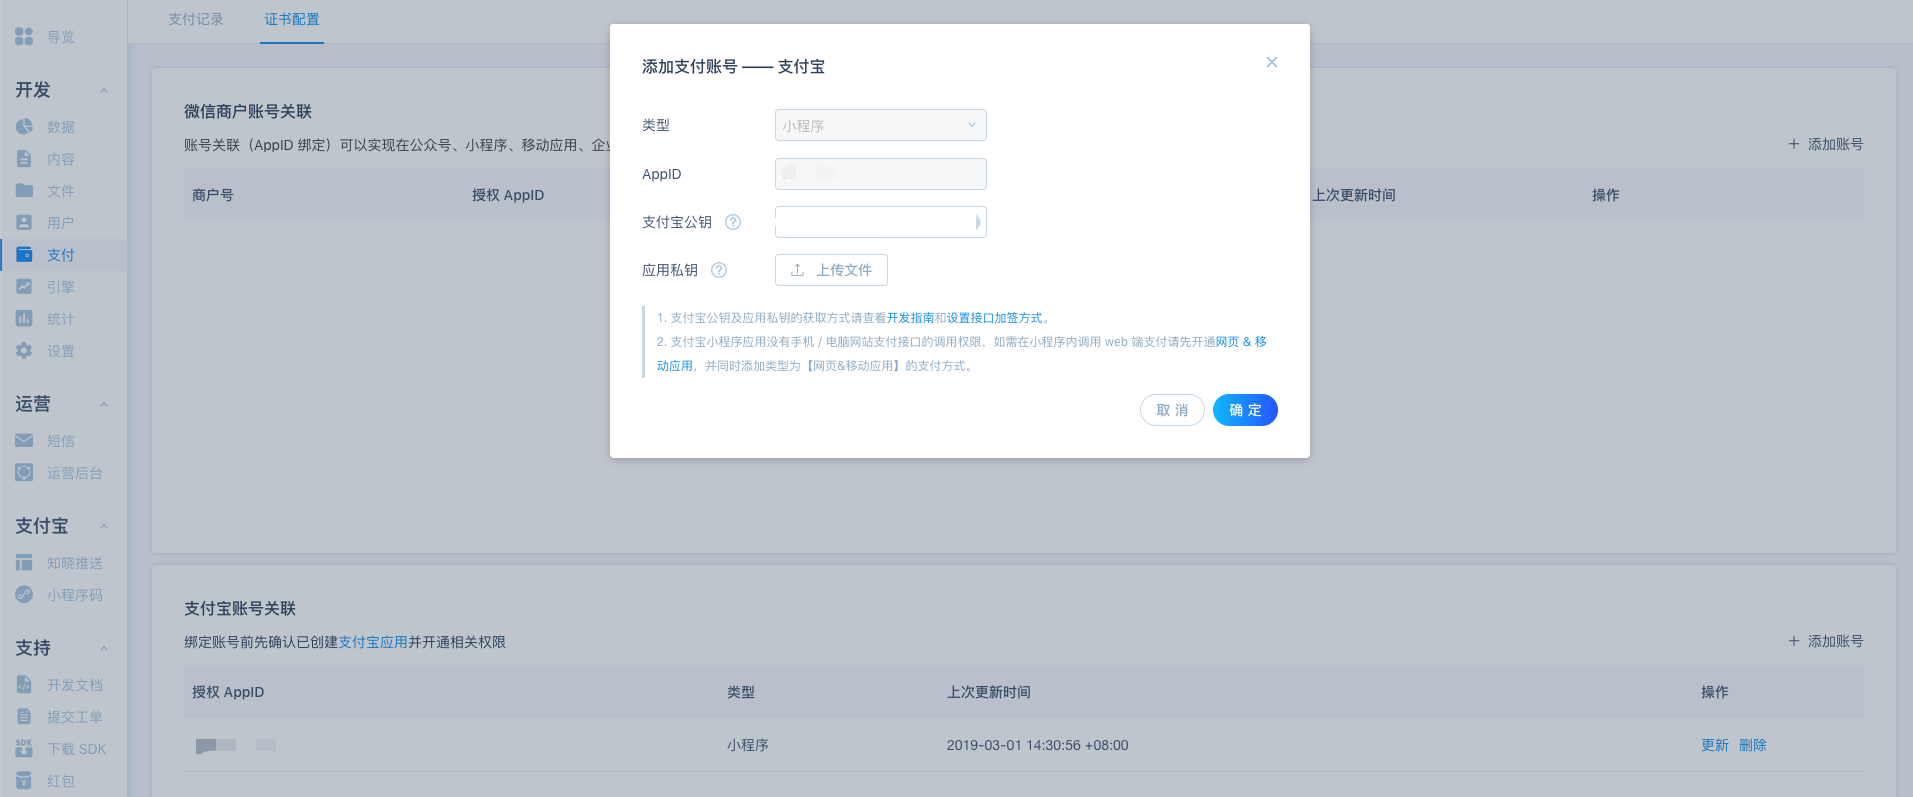 导览
开发
数据
内容
文件
用户
支付
引擎
统计
设置
运营
短信
运营后台
支付宝
知晓推送
小程序码
支持
开发文档
提交工单
下载 SDK
红包
支付记录 证书配置
微信商户账号关联
账号关联（AppID 绑定）可以实现在公众号、小程序、移动应用、企
+ 添加账号
商户号 授权 AppID 上次更新时间 操作
添加支付账号 —— 支付宝
类型 小程序
AppID
支付宝公钥 ?
应用私钥 ? 上传文件
1. 支付宝公钥及应用私钥的获取方式请查看开发指南和设置接口加签方式。
2. 支付宝小程序应用没有手机 / 电脑网站支付接口的调用权限，如需在小程序内调用 web 端支付请先开通网页 & 移
动应用，并同时添加类型为【网页&移动应用】的支付方式。
取 消 确 定
支付宝账号关联
绑定账号前先确认已创建支付宝应用并开通相关权限
+ 添加账号
授权 AppID 类型 上次更新时间 操作
小程序 2019-03-01 14:30:56 +08:00 更新 删除